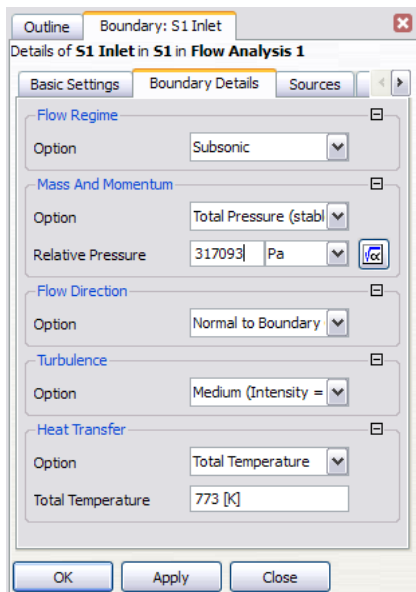 Outline Boundary: S1 Inlet
Details of S1 Inlet in S1 in Flow Analysis 1
Basic Settings Boundary Details Sources
Flow Regime
Option Subsonic
Mass And Momentum
Option Total Pressure (stabl
Relative Pressure 317093 Pa
Flow Direction
Option Normal to Boundary
Turbulence
Option Medium (Intensity =
Heat Transfer
Option Total Temperature
Total Temperature 773 [K]
OK Apply Close